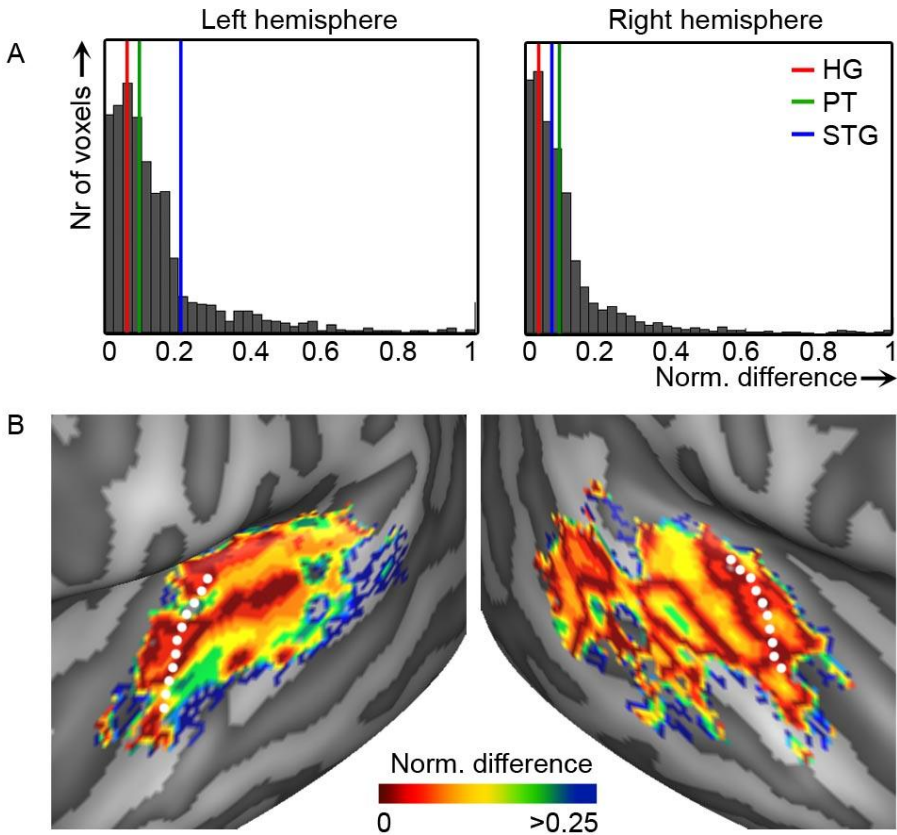 Left hemisphere
Right hemisphere
A
Nr of voxels
HG
PT
STG
0 0.2 0.4 0.6 0.8 1
0 0.2 0.4 0.6 0.8 1
Norm. difference
B
Norm. difference
0 >0.25